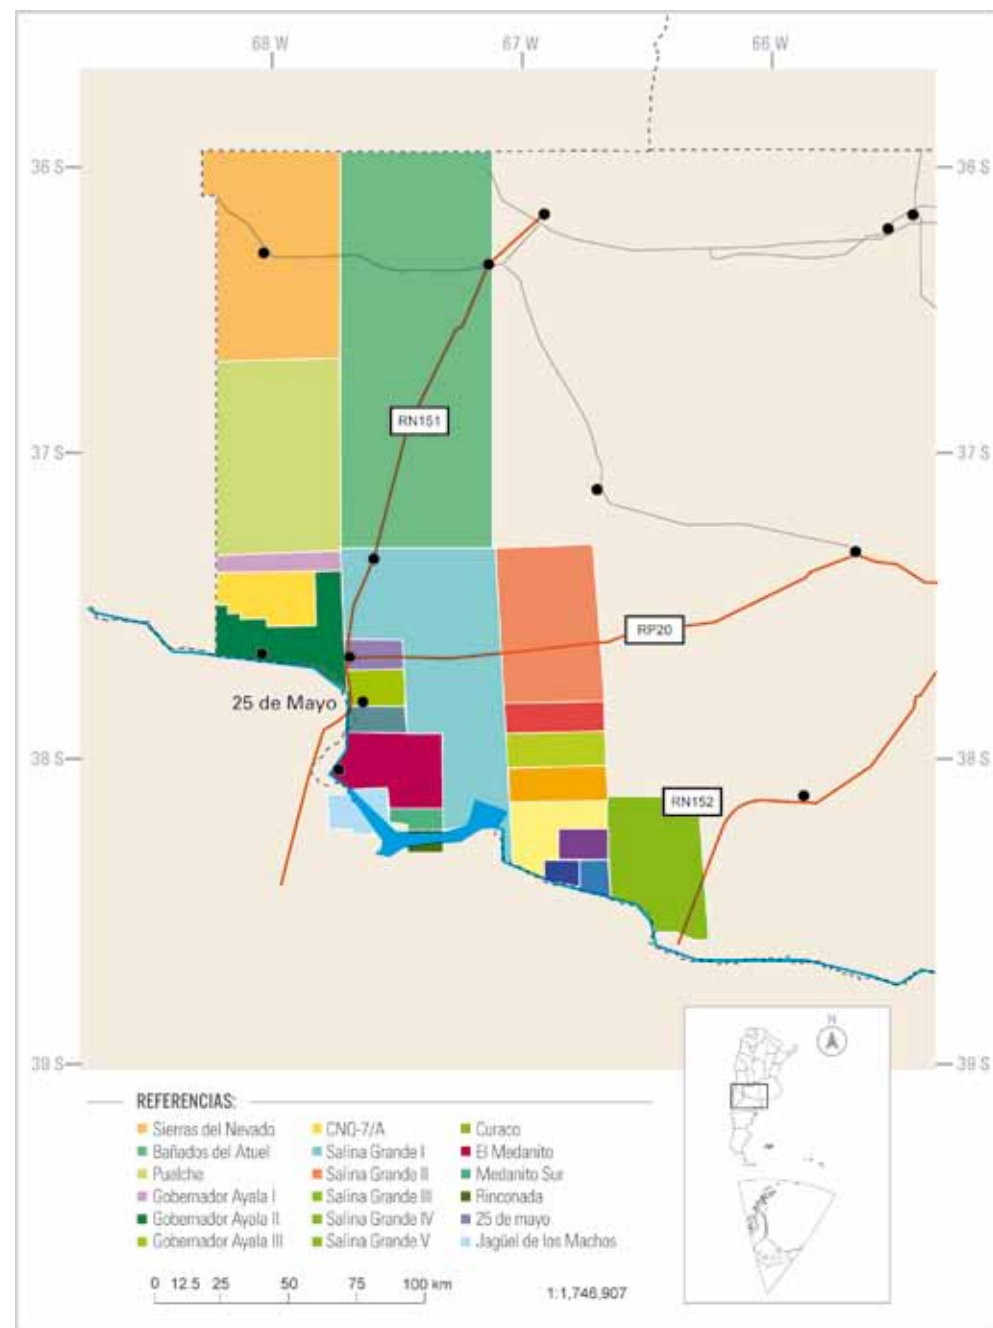 68 W 67 W 66 W
36 S 36 S
RN151
37 S 37 S
RP20
25 de Mayo
38 S 38 S
RN152
N
39 S 39 S
REFERENCIAS:
Sierras del Nevado CNQ-7/A Curaco
Bañados del Atuel Salina Grande I El Medanito
Puelche Salina Grande II Medanito Sur
Gobernador Ayala I Salina Grande III Rinconada
Gobernador Ayala II Salina Grande IV 25 de mayo
Gobernador Ayala III Salina Grande V Jagüel de los Machos
0 12.5 25 50 75 100 km
1:1,746,907